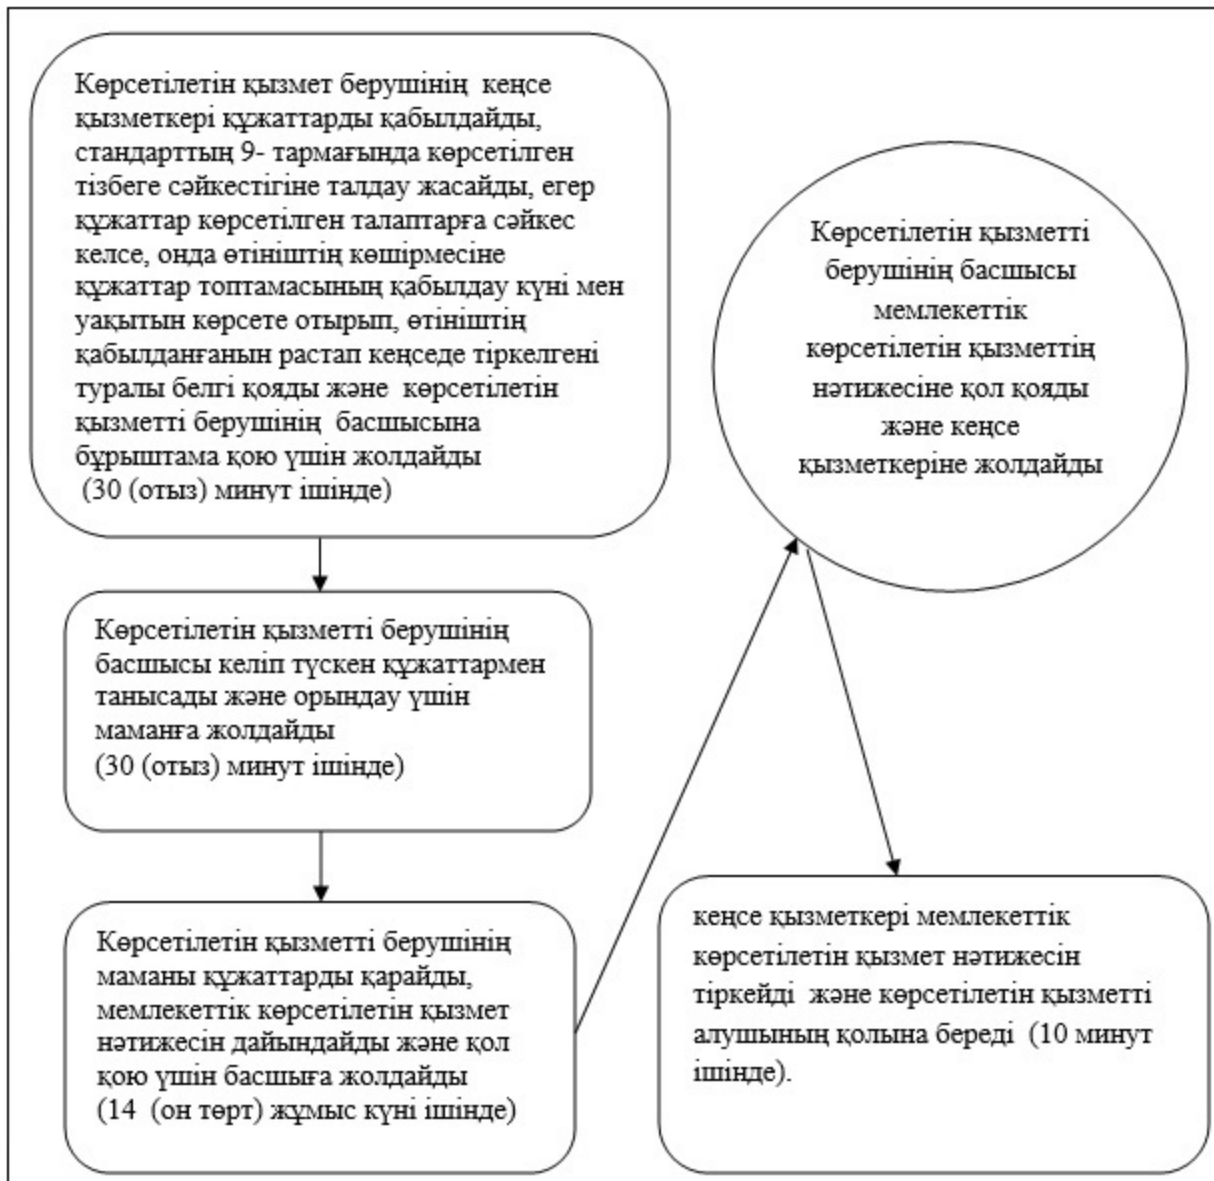 Көрсетілетін қызмет берушінің кеңсе
қызметкері құжаттарды қабылдайды,
стандарттың 9- тармағында көрсетілген
тізбеге сәйкестігіне талдау жасайды, егер
құжаттар көрсетілген талаптарға сәйкес
келсе, онда өтініштің көшірмесіне
құжаттар топтамасының қабылдау күні мен
уақытын көрсете отырып, өтініштің
қабылданғанын растап кеңседе тіркелгені
туралы белгі қояды және көрсетілетін
қызметті берушінің басшысына
бұрыштама қою үшін жолдайды
(30 (отыз) минут ішінде)
Көрсетілетін қызметті берушінің
басшысы келіп түскен құжаттармен
танысады және орындау үшін
маманға жолдайды
(30 (отыз) минут ішінде)
Көрсетілетін қызметті берушінің
маманы құжаттарды қарайды,
мемлекеттік көрсетілетін қызмет
нәтижесін дайындайды және қол
қою үшін басшыға жолдайды
(14 (он төрт) жұмыс күні ішінде)
Көрсетілетін қызметті
берушінің басшысы
мемлекеттік
көрсетілетін қызметтің
нәтижесіне қол қояды
және кеңсе
қызметкеріне жолдайды
кеңсе қызметкері мемлекеттік
көрсетілетін қызмет нәтижесін
тіркейді және көрсетілетін қызметті
алушының қолына береді (10 минут
ішінде).